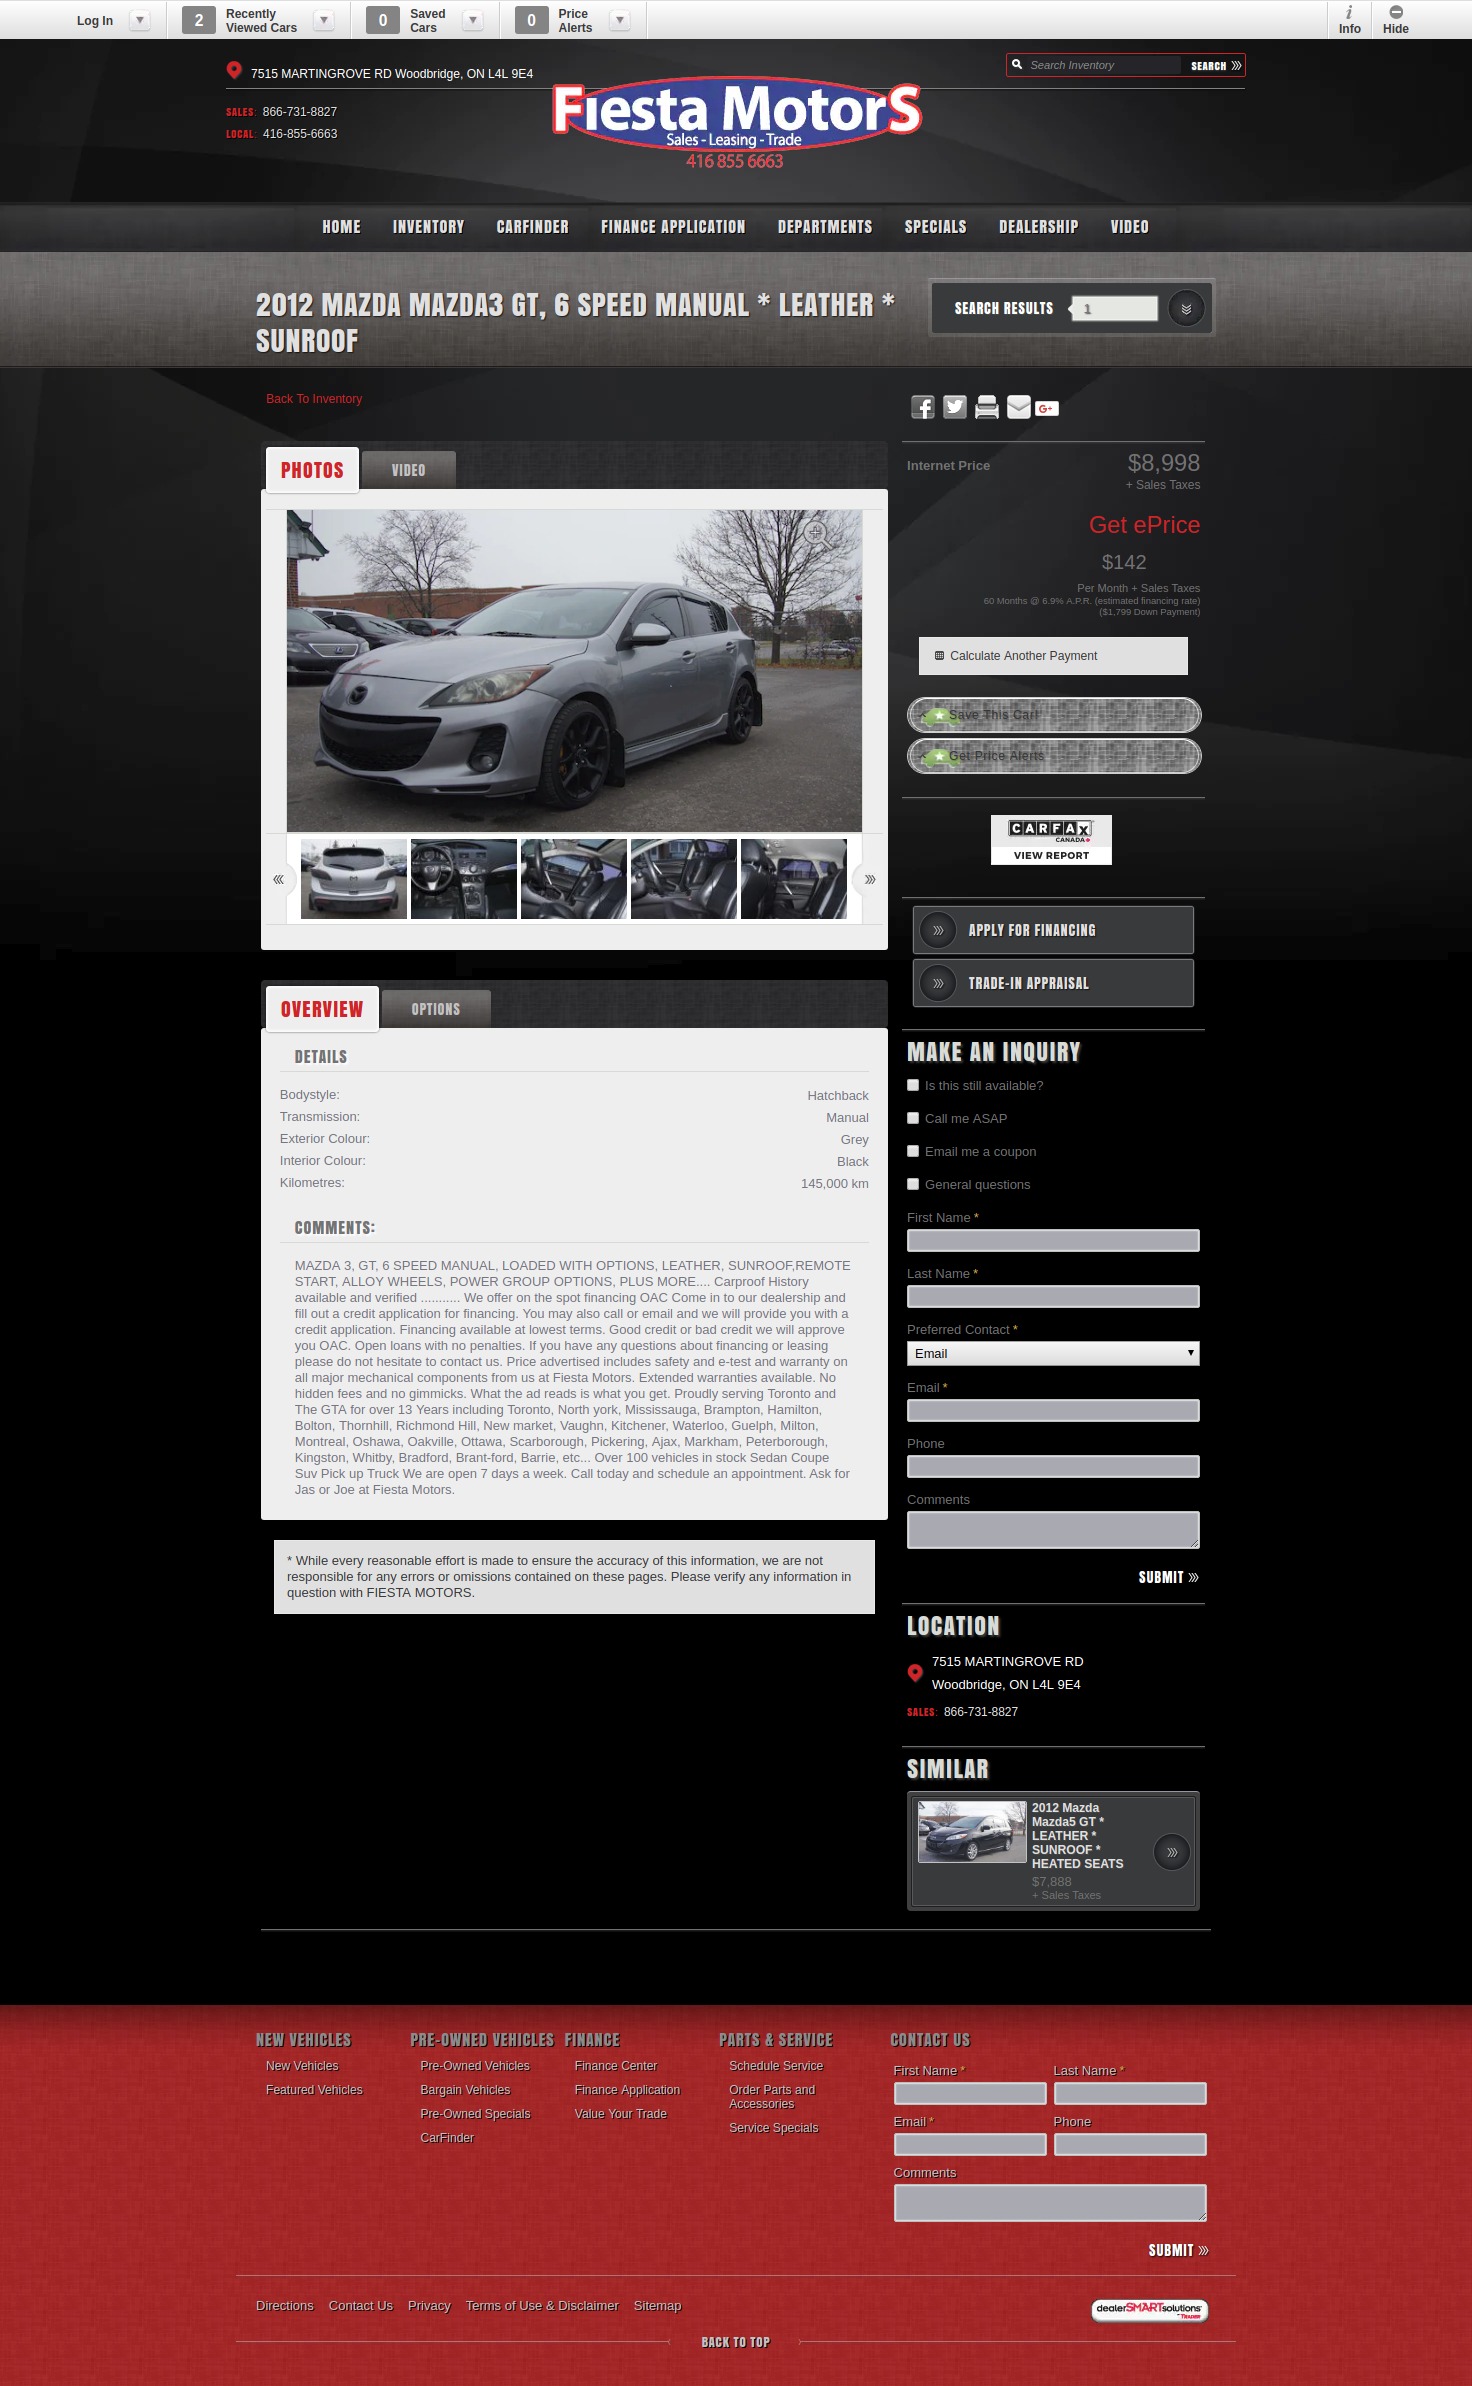 Log In
2 Recently Viewed Cars
0 Saved Cars
0 Price Alerts
i Info
Hide
7515 MARTINGROVE RD Woodbridge, ON L4L 9E4
Search Inventory
SEARCH
SALES: 866-731-8827
LOCAL: 416-855-6663
Fiesta MotorS
Sales - Leasing - Trade
416 855 6663
HOME INVENTORY CARFINDER FINANCE APPLICATION DEPARTMENTS SPECIALS DEALERSHIP VIDEO
2012 MAZDA MAZDA3 GT, 6 SPEED MANUAL * LEATHER *
SUNROOF
SEARCH RESULTS 1
Back To Inventory
PHOTOS VIDEO
Internet Price $8,998
+ Sales Taxes
Get ePrice
$142
Per Month + Sales Taxes
60 Months @ 6.9% A.P.R. (estimated financing rate)
($1,799 Down Payment)
Calculate Another Payment
Save This Car!
Get Price Alerts
CARFAX
CANADA
VIEW REPORT
APPLY FOR FINANCING
TRADE-IN APPRAISAL
OVERVIEW OPTIONS
DETAILS
Bodystyle: Hatchback
Transmission: Manual
Exterior Colour: Grey
Interior Colour: Black
Kilometres: 145,000 km
COMMENTS:
MAZDA 3, GT, 6 SPEED MANUAL, LOADED WITH OPTIONS, LEATHER, SUNROOF,REMOTE
START, ALLOY WHEELS, POWER GROUP OPTIONS, PLUS MORE.... Carproof History
available and verified ........... We offer on the spot financing OAC Come in to our dealership and
fill out a credit application for financing. You may also call or email and we will provide you with a
credit application. Financing available at lowest terms. Good credit or bad credit we will approve
you OAC. Open loans with no penalties. If you have any questions about financing or leasing
please do not hesitate to contact us. Price advertised includes safety and e-test and warranty on
all major mechanical components from us at Fiesta Motors. Extended warranties available. No
hidden fees and no gimmicks. What the ad reads is what you get. Proudly serving Toronto and
The GTA for over 13 Years including Toronto, North york, Mississauga, Brampton, Hamilton,
Bolton, Thornhill, Richmond Hill, New market, Vaughn, Kitchener, Waterloo, Guelph, Milton,
Montreal, Oshawa, Oakville, Ottawa, Scarborough, Pickering, Ajax, Markham, Peterborough,
Kingston, Whitby, Bradford, Brant-ford, Barrie, etc... Over 100 vehicles in stock Sedan Coupe
Suv Pick up Truck We are open 7 days a week. Call today and schedule an appointment. Ask for
Jas or Joe at Fiesta Motors.
* While every reasonable effort is made to ensure the accuracy of this information, we are not
responsible for any errors or omissions contained on these pages. Please verify any information in
question with FIESTA MOTORS.
MAKE AN INQUIRY
Is this still available?
Call me ASAP
Email me a coupon
General questions
First Name *
Last Name *
Preferred Contact *
Email
Email *
Phone
Comments
SUBMIT
LOCATION
7515 MARTINGROVE RD
Woodbridge, ON L4L 9E4
SALES: 866-731-8827
SIMILAR
2012 Mazda
Mazda5 GT *
LEATHER *
SUNROOF *
HEATED SEATS
$7,888
+ Sales Taxes
NEW VEHICLES
New Vehicles
Featured Vehicles
PRE-OWNED VEHICLES
Pre-Owned Vehicles
Bargain Vehicles
Pre-Owned Specials
CarFinder
FINANCE
Finance Center
Finance Application
Value Your Trade
PARTS & SERVICE
Schedule Service
Order Parts and
Accessories
Service Specials
CONTACT US
First Name * Last Name *
Email * Phone
Comments
SUBMIT
Directions Contact Us Privacy Terms of Use & Disclaimer Sitemap
dealerSMARTsolutions
by TRADER
BACK TO TOP